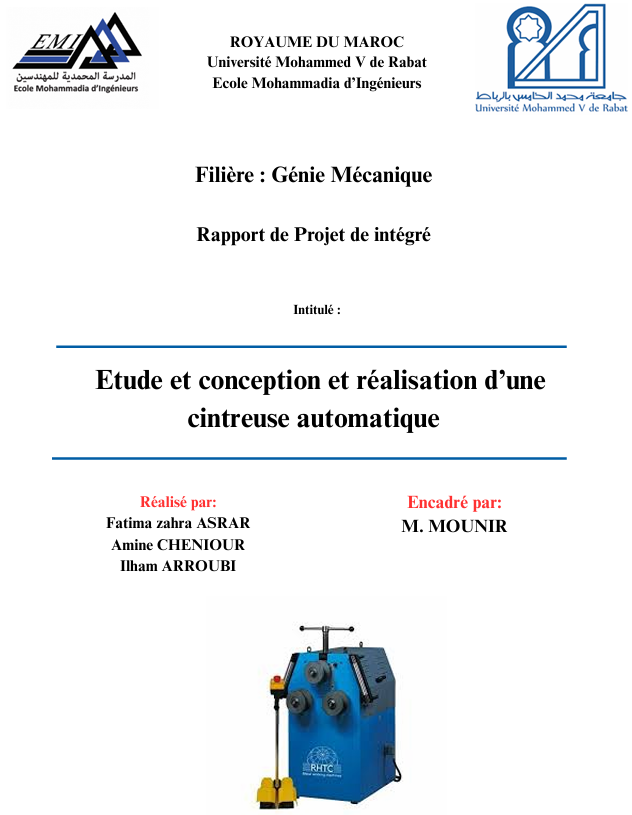 EMI
المدرسة المحمدية للمهندسين
Ecole Mohammadia d'Ingénieurs
ROYAUME DU MAROC
Université Mohammed V de Rabat
Ecole Mohammadia d'Ingénieurs
جامعة محمد الخامس بالرباط
Université Mohammed V de Rabat
Filière : Génie Mécanique
Rapport de Projet de intégré
Intitulé :
Etude et conception et réalisation d'une
cintreuse automatique
Réalisé par:
Fatima zahra ASRAR
Amine CHENIOUR
Ilham ARROUBI
Encadré par:
M. MOUNIR
RHTC